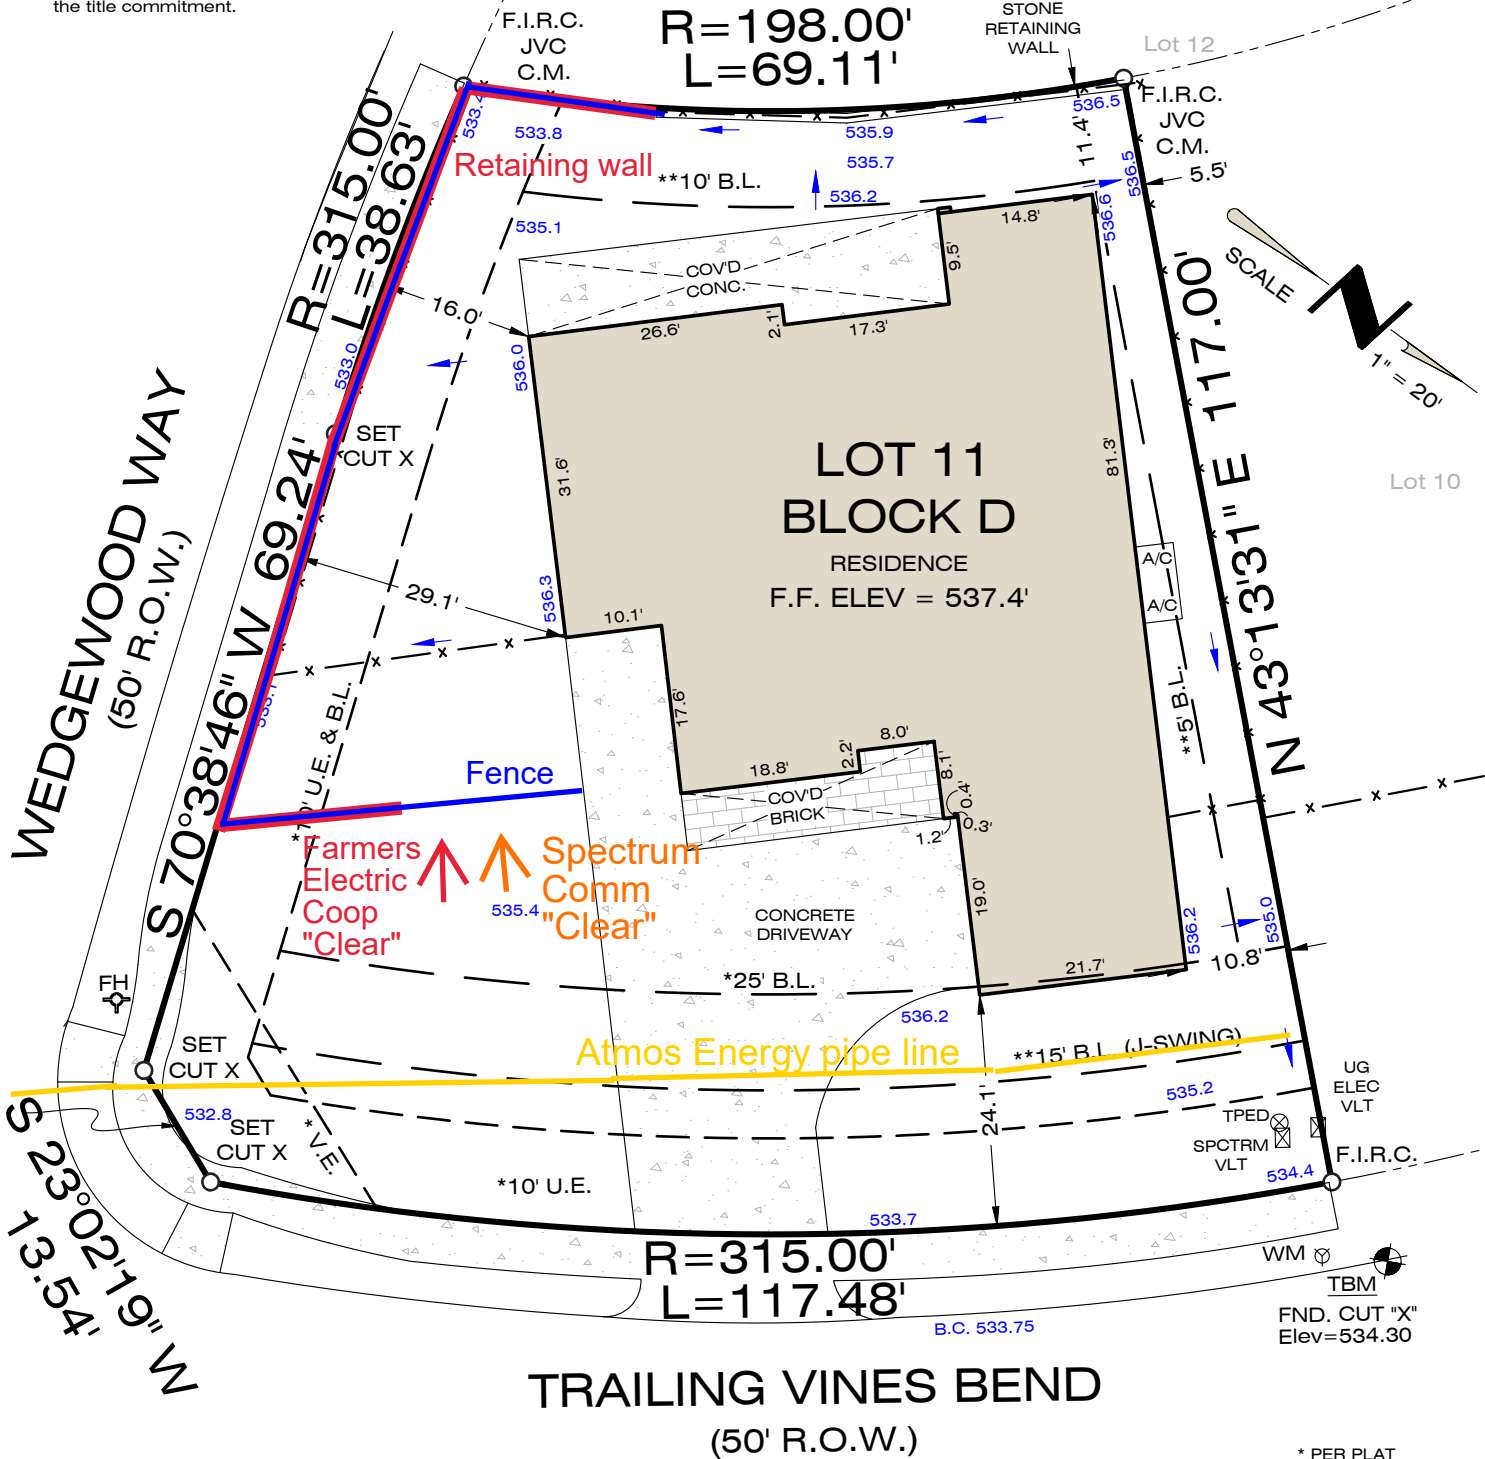 the title commitment.
F.I.R.C.
JVC
C.M.
R=198.00'
L=69.11'
STONE
RETAINING
WALL
Lot 12
F.I.R.C.
JVC
C.M.
536.5
533.4
533.8
535.9
535.7
11.4'
536.5
5.5'
Retaining wall
**10' B.L.
536.2
536.6
14.8'
535.1
R=315.00'
L=38.63'
COV'D
CONC.
9.5'
SCALE
N
1" = 20'
16.0'
26.6'
2.1'
17.3'
533.0
536.0
SET
CUT X
31.6'
81.3'
LOT 11
BLOCK D
RESIDENCE
F.F. ELEV = 537.4'
Lot 10
N 43°13'31" E 117.00'
WEDGEWOOD WAY
(50' R.O.W.)
S 70°38'46" W 69.24'
29.1'
536.3
10.1'
A/C
A/C
533.1
*10' U.E. & B.L.
17.6'
**5' B.L.
8.0'
2.2'
18.8'
8.1'
Fence
COV'D
BRICK
0.4'
0.3'
1.2'
Farmers
Electric
Coop
"Clear"
Spectrum
Comm
"Clear"
535.4
19.0'
CONCRETE
DRIVEWAY
536.2
535.0
10.8'
21.7'
*25' B.L.
FH
536.2
SET
CUT X
Atmos Energy pipe line
**15' B.L. (J-SWING)
UG
ELEC
VLT
535.2
532.8
SET
CUT X
*V.E.
24.1'
TPED
SPCTRM
VLT
F.I.R.C.
534.4
*10' U.E.
533.7
S 23°02'19" W
13.54'
R=315.00'
L=117.48'
WM
TBM
FND. CUT "X"
Elev=534.30
B.C. 533.75
TRAILING VINES BEND
(50' R.O.W.)
* PER PLAT